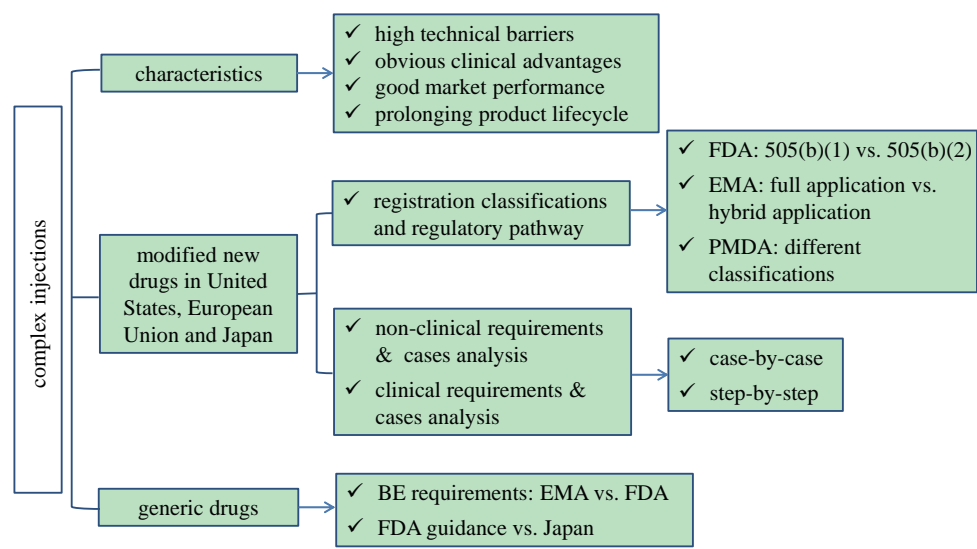 complex injections
characteristics
✓ high technical barriers
✓ obvious clinical advantages
✓ good market performance
✓ prolonging product lifecycle
modified new
drugs in United
States, European
Union and Japan
✓ registration classifications
and regulatory pathway
✓ FDA: 505(b)(1) vs. 505(b)(2)
✓ EMA: full application vs.
hybrid application
✓ PMDA: different
classifications
✓ non-clinical requirements
& cases analysis
✓ clinical requirements &
cases analysis
✓ case-by-case
✓ step-by-step
generic drugs
✓ BE requirements: EMA vs. FDA
✓ FDA guidance vs. Japan